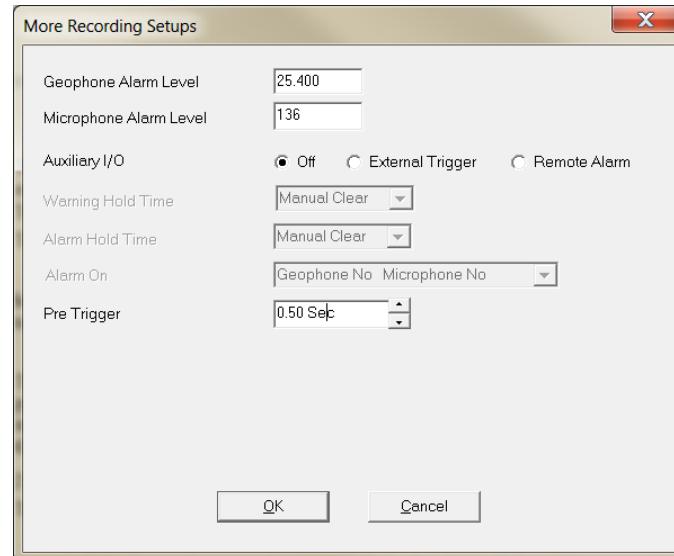 More Recording Setups X
Geophone Alarm Level 25.400
Microphone Alarm Level 136
Auxiliary I/O Off External Trigger Remote Alarm
Warning Hold Time Manual Clear
Alarm Hold Time Manual Clear
Alarm On Geophone No Microphone No
Pre Trigger 0.50 Sec
OK Cancel